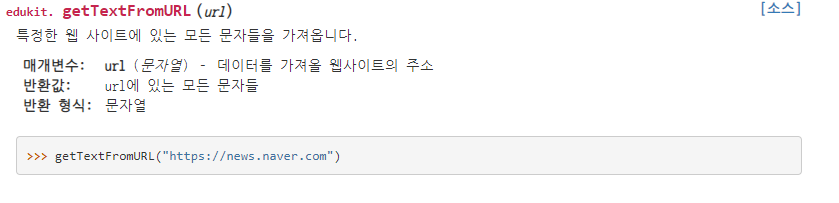 edukit. getTextFromURL(url) [소스]
특정한 웹 사이트에 있는 모든 문자들을 가져옵니다.
매개변수: url (문자열) - 데이터를 가져올 웹사이트의 주소
반환값: url에 있는 모든 문자들
반환 형식: 문자열
>>> getTextFromURL("https://news.naver.com")